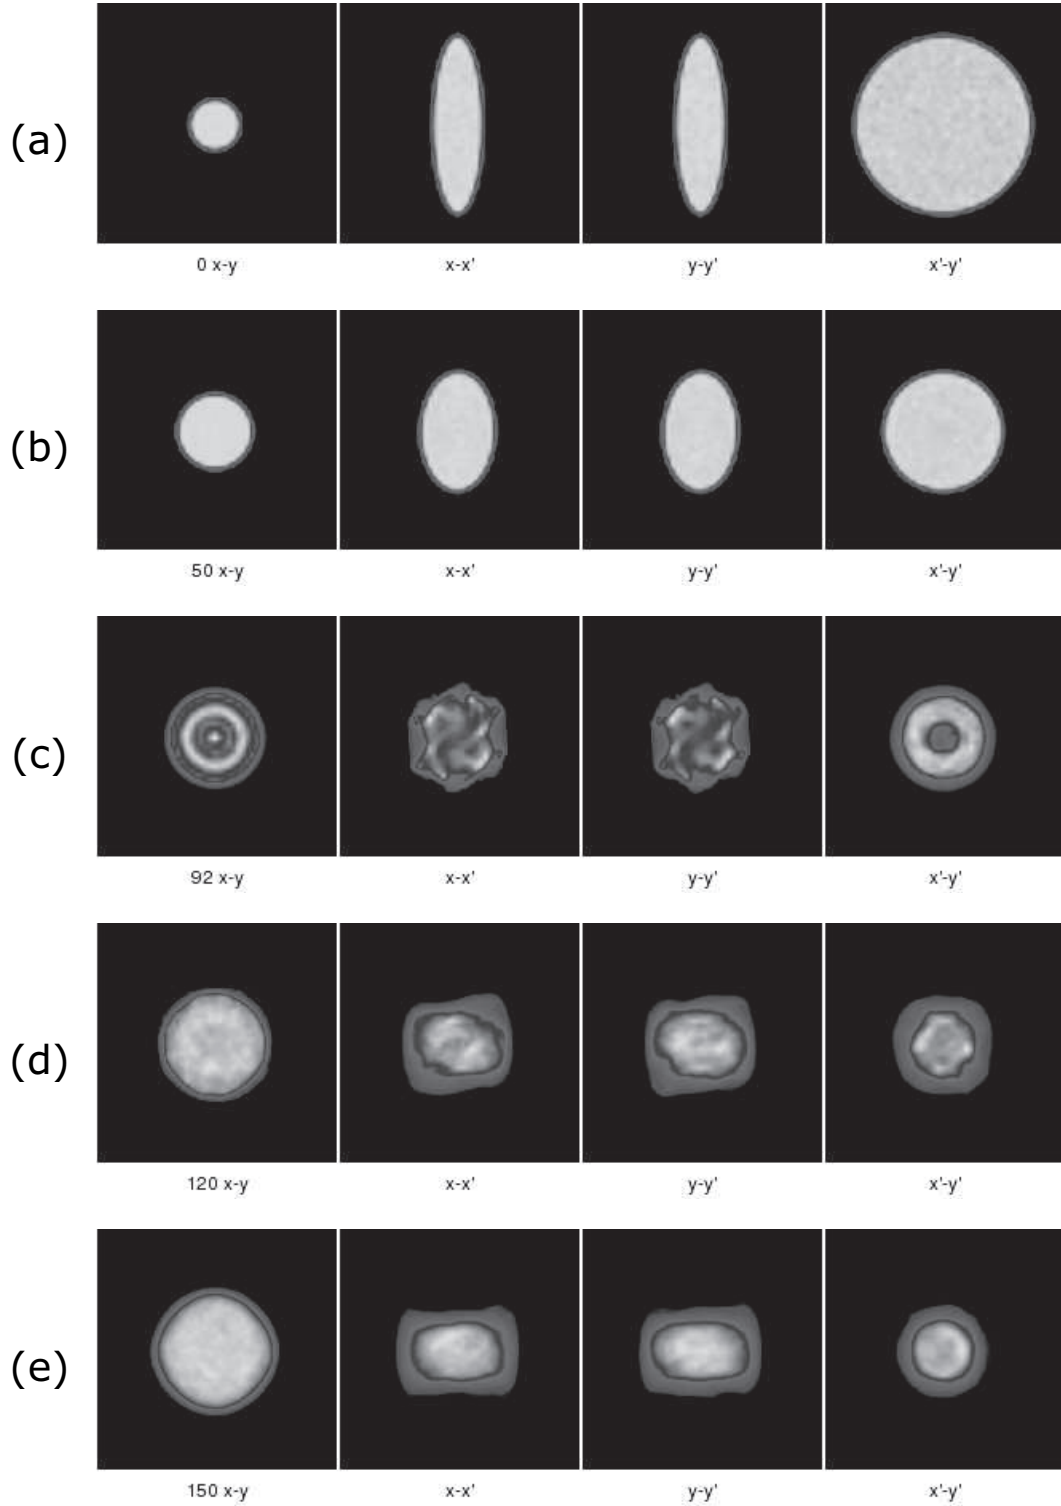 (a)
0 x-y x-x' y-y' x'-y'
(b)
50 x-y x-x' y-y' x'-y'
(c)
92 x-y x-x' y-y' x'-y'
(d)
120 x-y x-x' y-y' x'-y'
(e)
150 x-y x-x' y-y' x'-y'